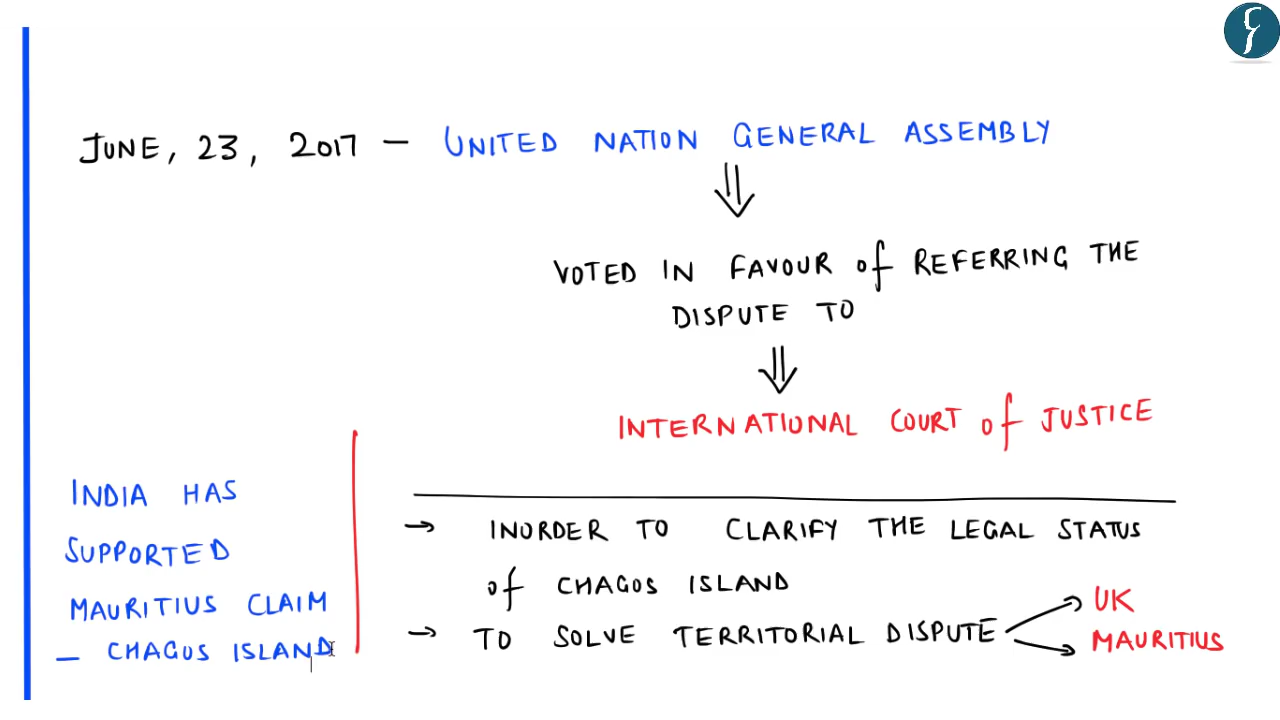 JUNE, 23, 2017 – UNITED NATION GENERAL ASSEMBLY
VOTED IN FAVOUR of REFERRING THE
DISPUTE TO
INTERNATIONAL COURT of JUSTICE
INDIA HAS
SUPPORTED
MAURITIUS CLAIM
– CHAGOS ISLAND
→ INORDER TO CLARIFY THE LEGAL STATUS
of CHAGOS ISLAND
→ TO SOLVE TERRITORIAL DISPUTE
UK
MAURITIUS